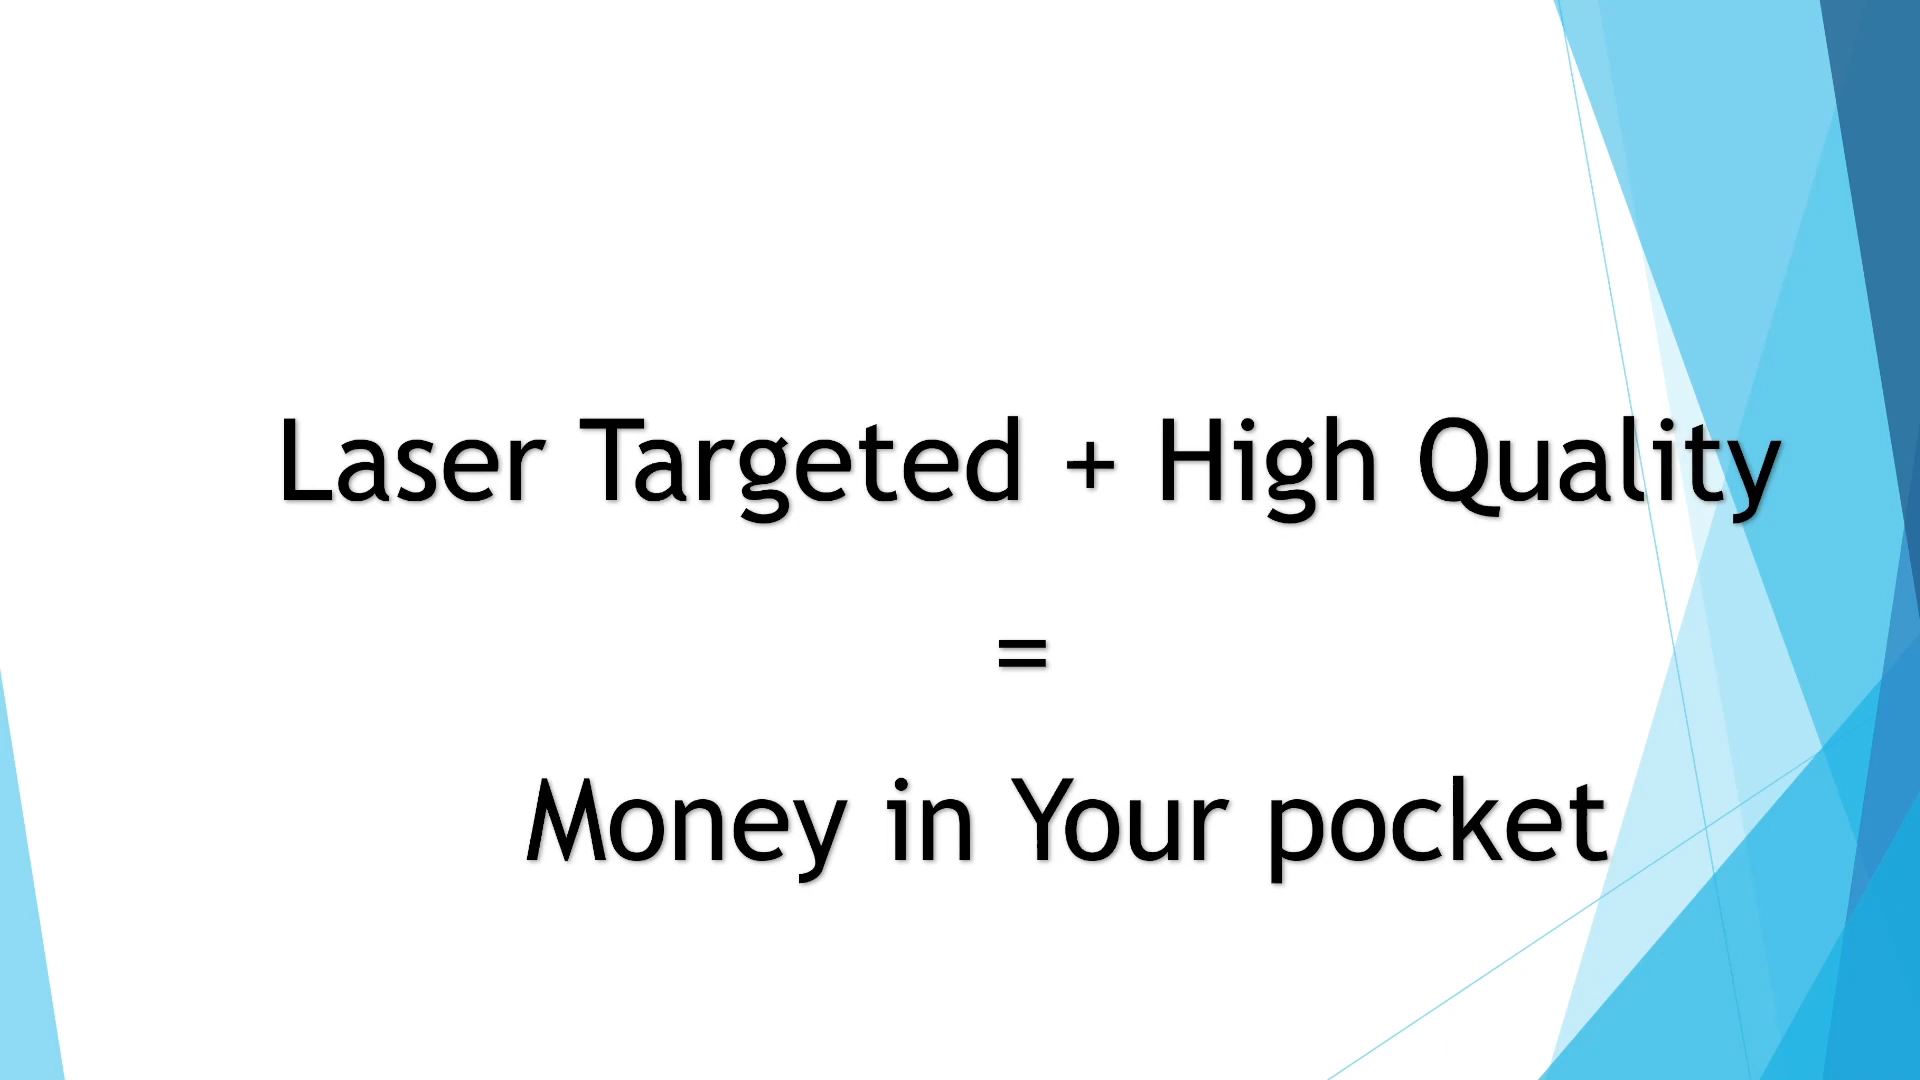 Laser Targeted + High Quality
=
Money in Your pocket